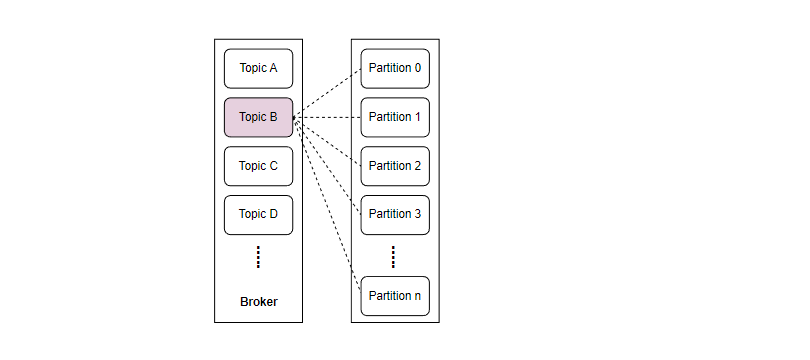 Topic A
Topic B
Topic C
Topic D
Broker
Partition 0
Partition 1
Partition 2
Partition 3
Partition n